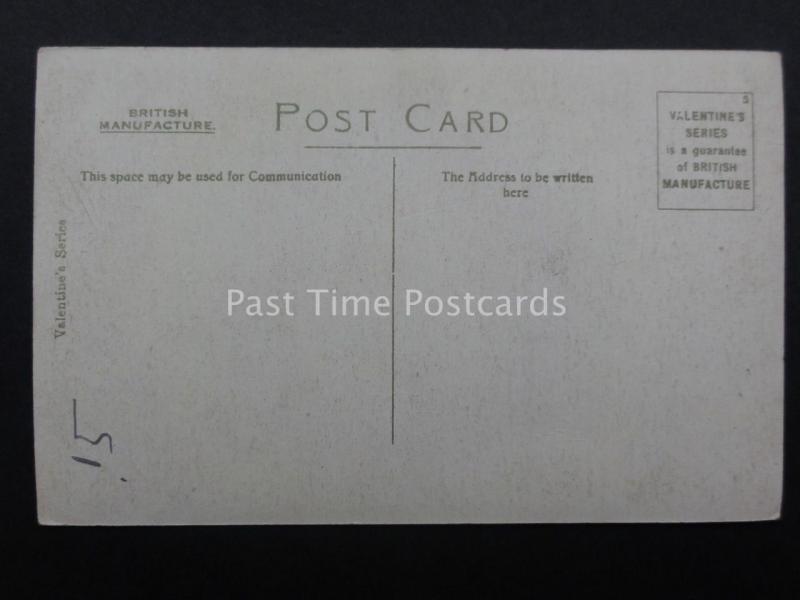 BRITISH
MANUFACTURE.
POST CARD
S
VALENTINE'S
SERIES
is a guarantee
of BRITISH
MANUFACTURE
This space may be used for Communication
The Address to be written
here
Valentine's Series
Past Time Postcards
15